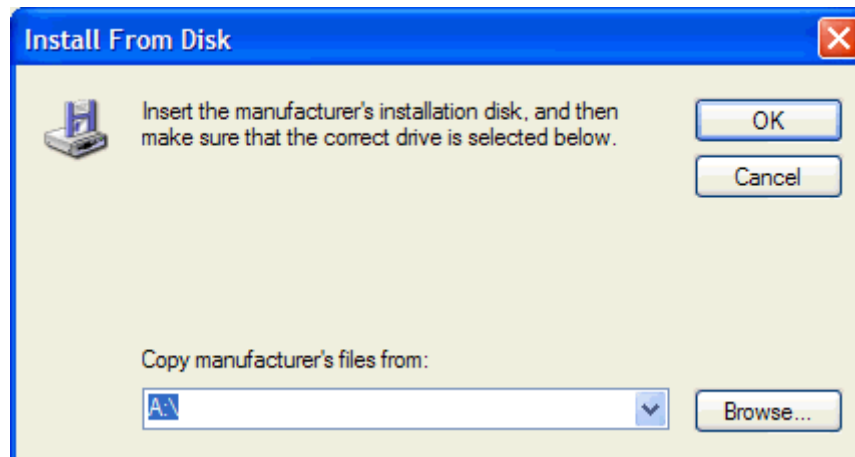 Install From Disk
Insert the manufacturer's installation disk, and then
make sure that the correct drive is selected below.
OK
Cancel
Copy manufacturer's files from:
A:\
Browse...